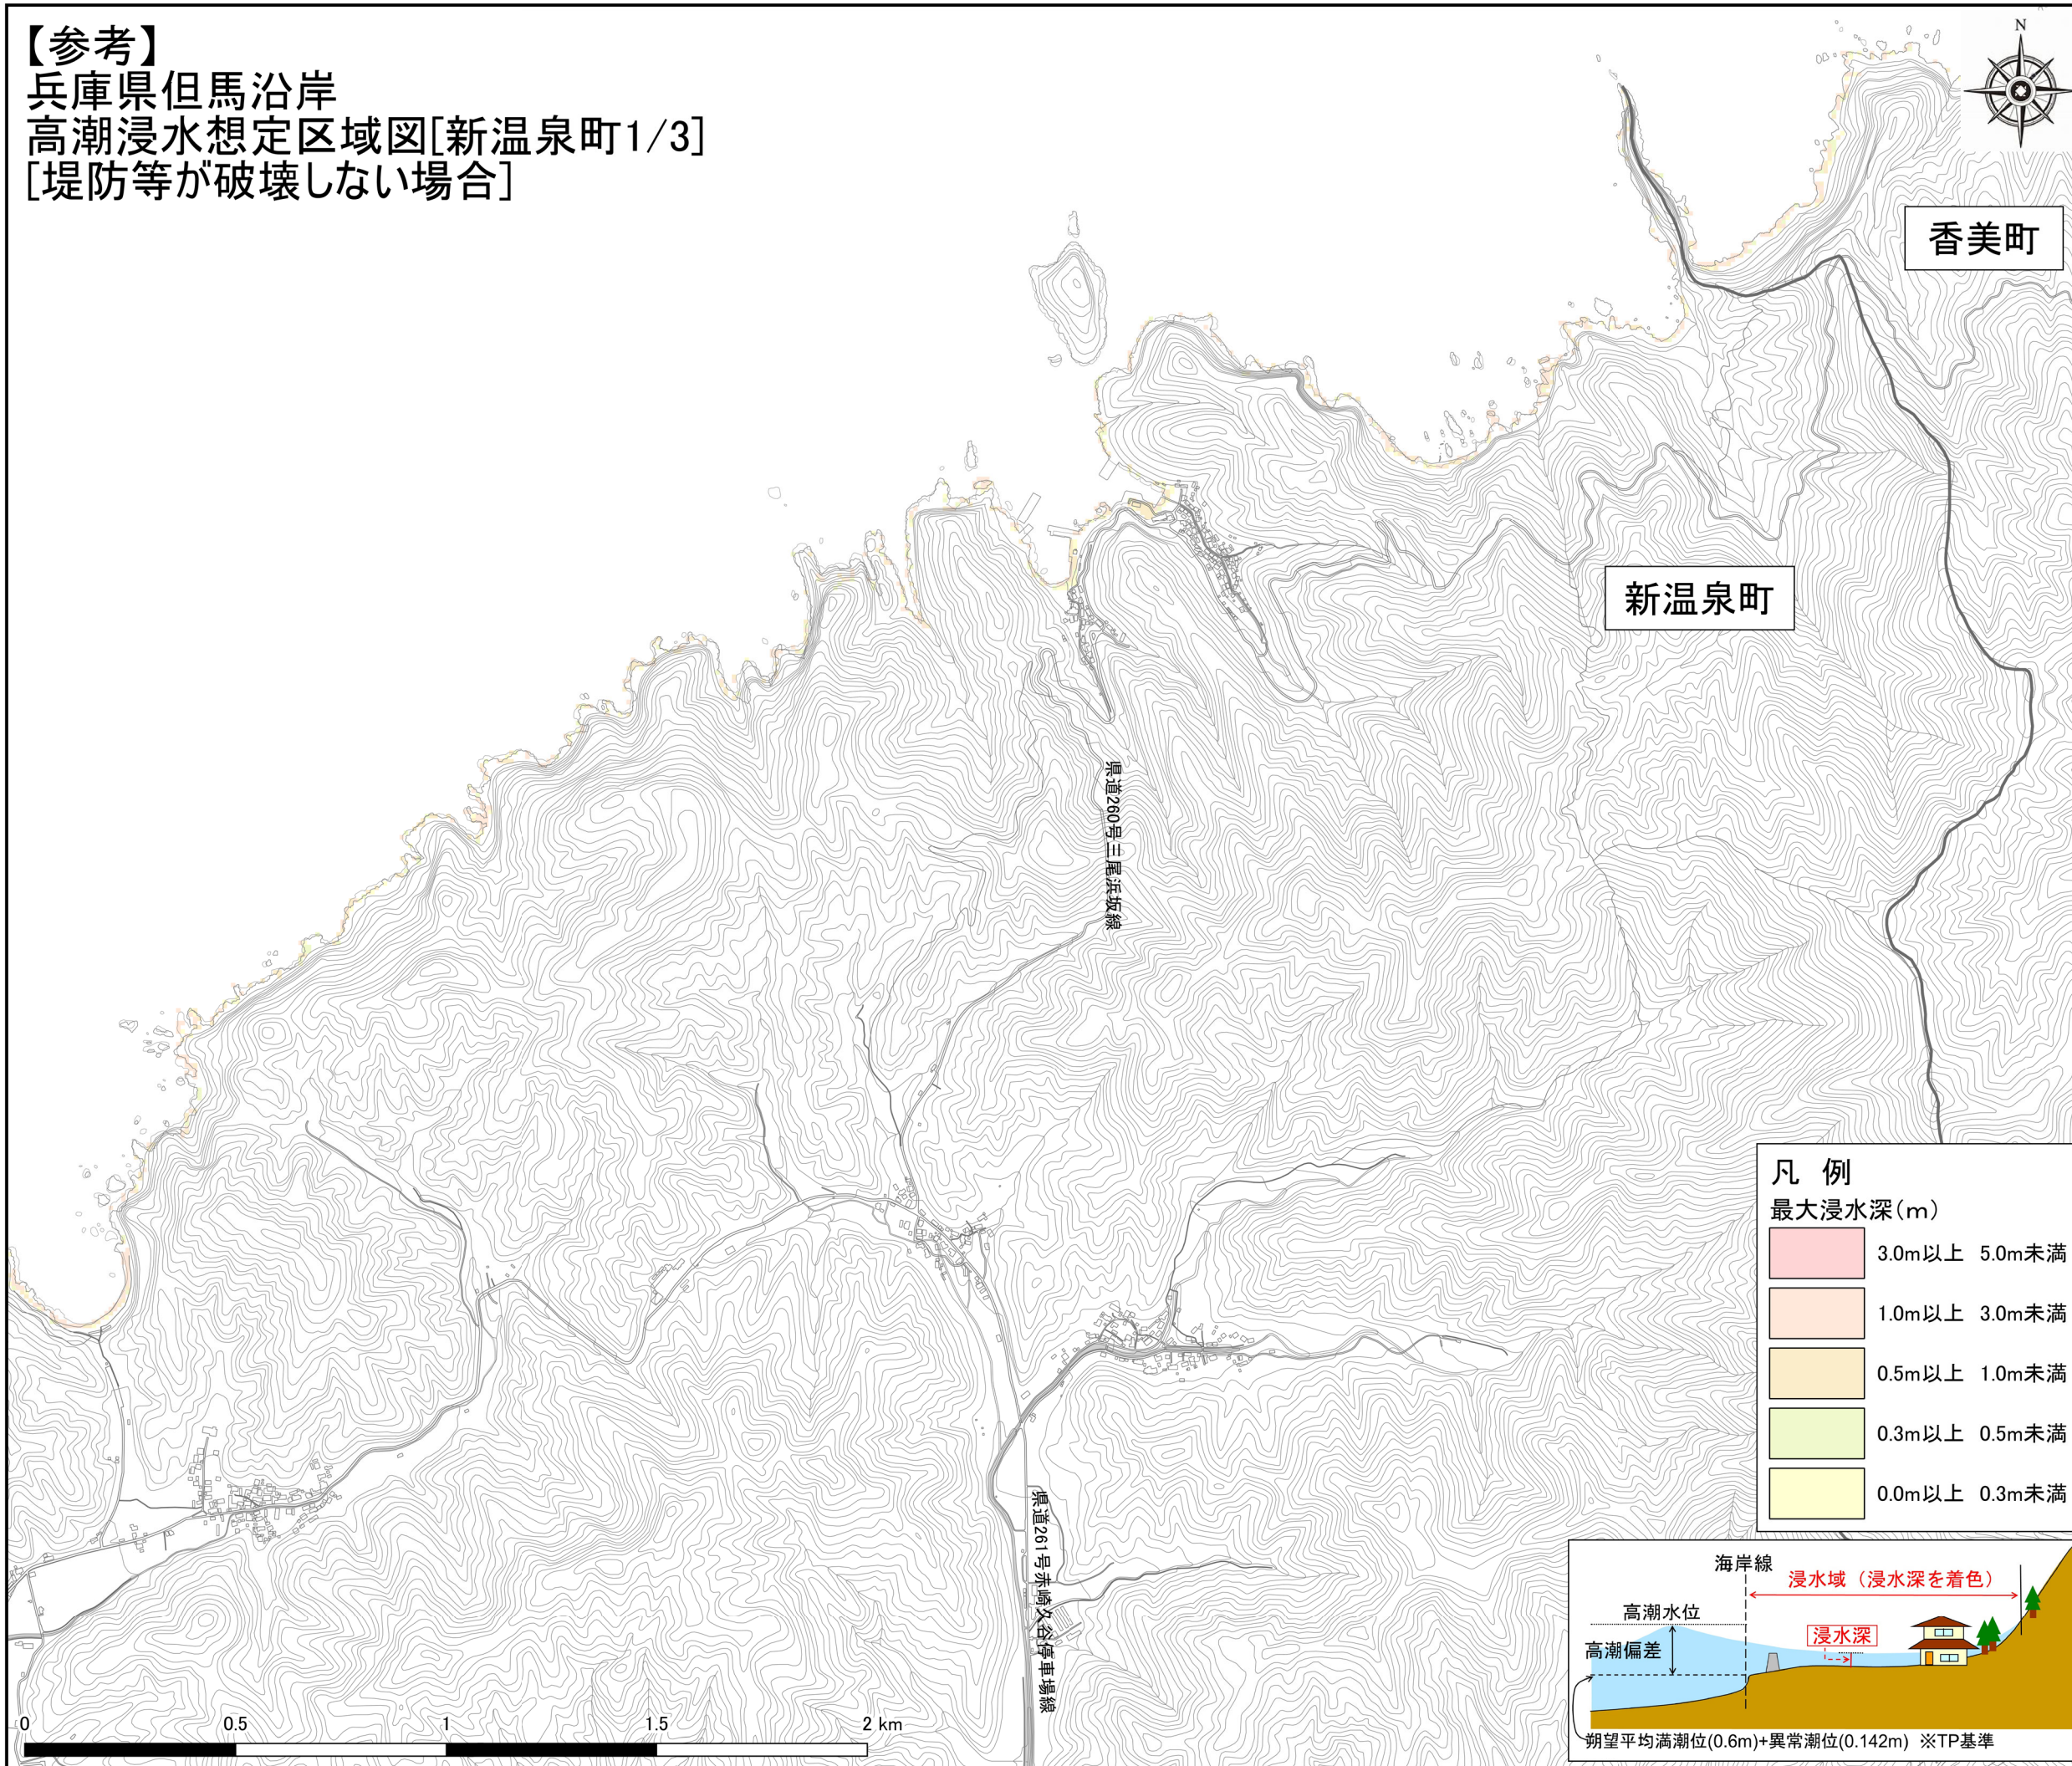 【参考】
兵庫県但馬沿岸
高潮浸水想定区域図[新温泉町1/3]
[堤防等が破壊しない場合]
N
香美町
新温泉町
県道260号三尾浜坂線
県道261号赤崎久谷停車場線
凡 例
最大浸水深(m)
3.0m以上 5.0m未満
1.0m以上 3.0m未満
0.5m以上 1.0m未満
0.3m以上 0.5m未満
0.0m以上 0.3m未満
海岸線
浸水域(浸水深を着色)
高潮水位
浸水深
高潮偏差
朔望平均満潮位(0.6m)+異常潮位(0.142m) ※TP基準
0 0.5 1 1.5 2 km